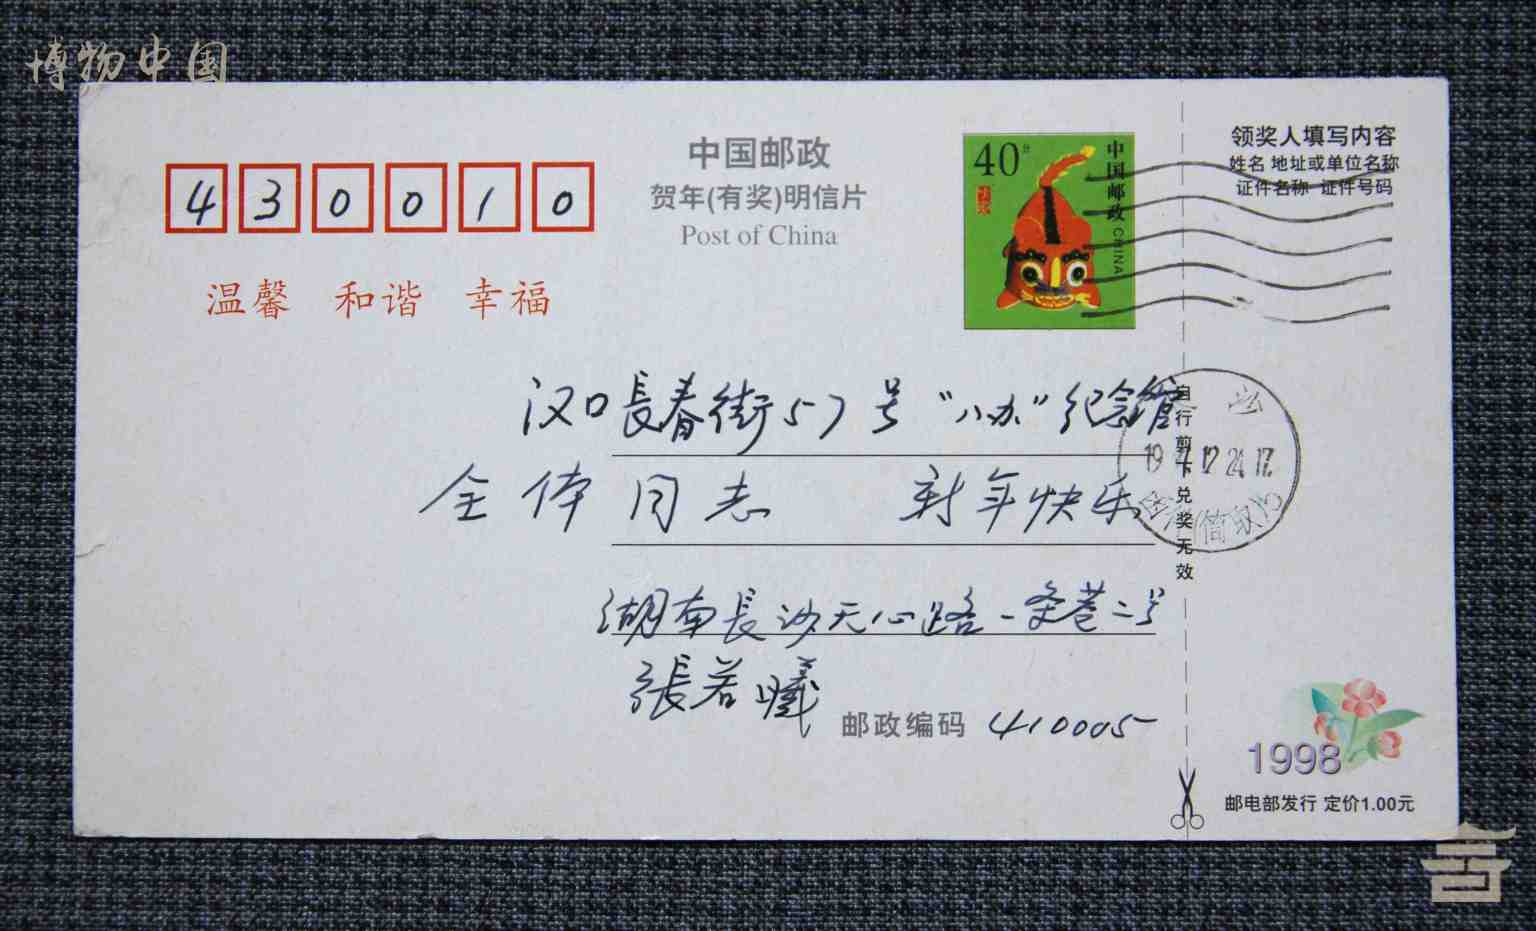 博物中国
430010
温馨 和谐 幸福
中国邮政
贺年(有奖)明信片
Post of China
40分
中国邮政 CHINA
领奖人填写内容
姓名 地址或单位名称
证件名称 证件号码
汉口長春街57号“八办”纪念館
全体同志 新年快乐
湖南長沙天心路一条巷二号
張若曦
邮政编码 410005
自行剪下兑奖无效
12 24 17
1998
邮电部发行 定价1.00元